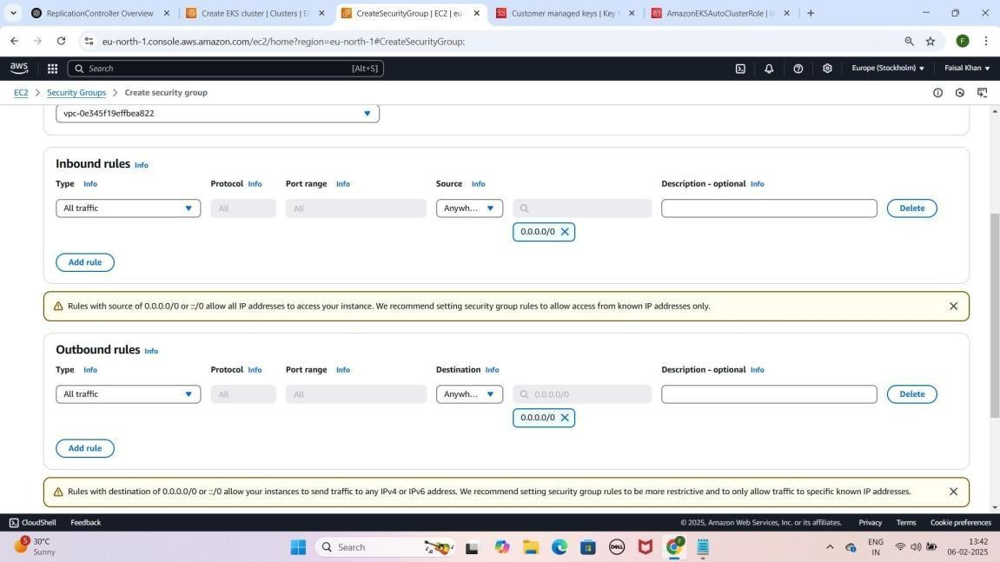 ReplicationController Overview
Create EKS cluster | Clusters | E
CreateSecurityGroup | EC2 | eu-
Customer managed keys | Key
AmazonEKSAutoClusterRole | IA
eu-north-1.console.aws.amazon.com/ec2/home?region=eu-north-1#CreateSecurityGroup:
F
aws
Search [Alt+S]
Europe (Stockholm)
Faisal Khan
EC2 > Security Groups > Create security group
vpc-0e345f19effbea822
Inbound rules Info
Type Info Protocol Info Port range Info Source Info Description - optional Info
All traffic All All Anywh... Delete
0.0.0.0/0
Add rule
Rules with source of 0.0.0.0/0 or ::/0 allow all IP addresses to access your instance. We recommend setting security group rules to allow access from known IP addresses only.
Outbound rules Info
Type Info Protocol Info Port range Info Destination Info Description - optional Info
All traffic All All Anywh... 0.0.0.0/0 Delete
0.0.0.0/0
Add rule
Rules with destination of 0.0.0.0/0 or ::/0 allow your instances to send traffic to any IPv4 or IPv6 address. We recommend setting security group rules to be more restrictive and to only allow traffic to specific known IP addresses.
CloudShell Feedback © 2025, Amazon Web Services, Inc. or its affiliates. Privacy Terms Cookie preferences
5
30°C
Sunny
Search
DELL
F
ENG
IN
13:42
06-02-2025